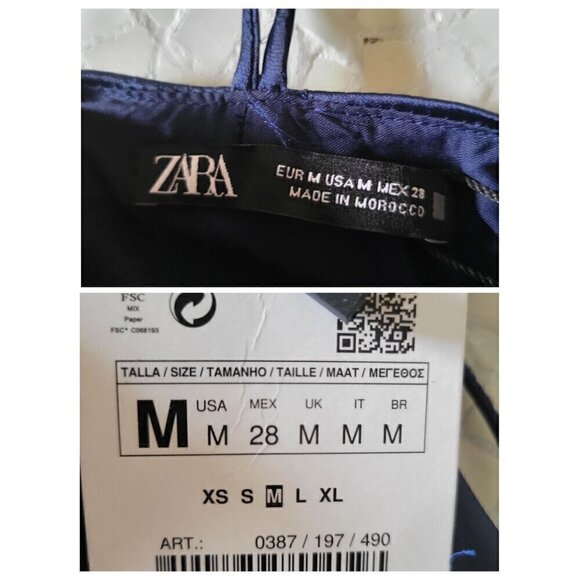 ZARA
EUR M USA M MEX 28
MADE IN MOROCCO
FSC
MIX
Paper
FSC® C068193
TALLA / SIZE / TAMANHO / TAILLE / MAAT / ΜΕΓΕΘΟΣ
M
USA MEX UK IT BR
M 28 M M M
XS S M L XL
ART.: 0387 / 197 / 490